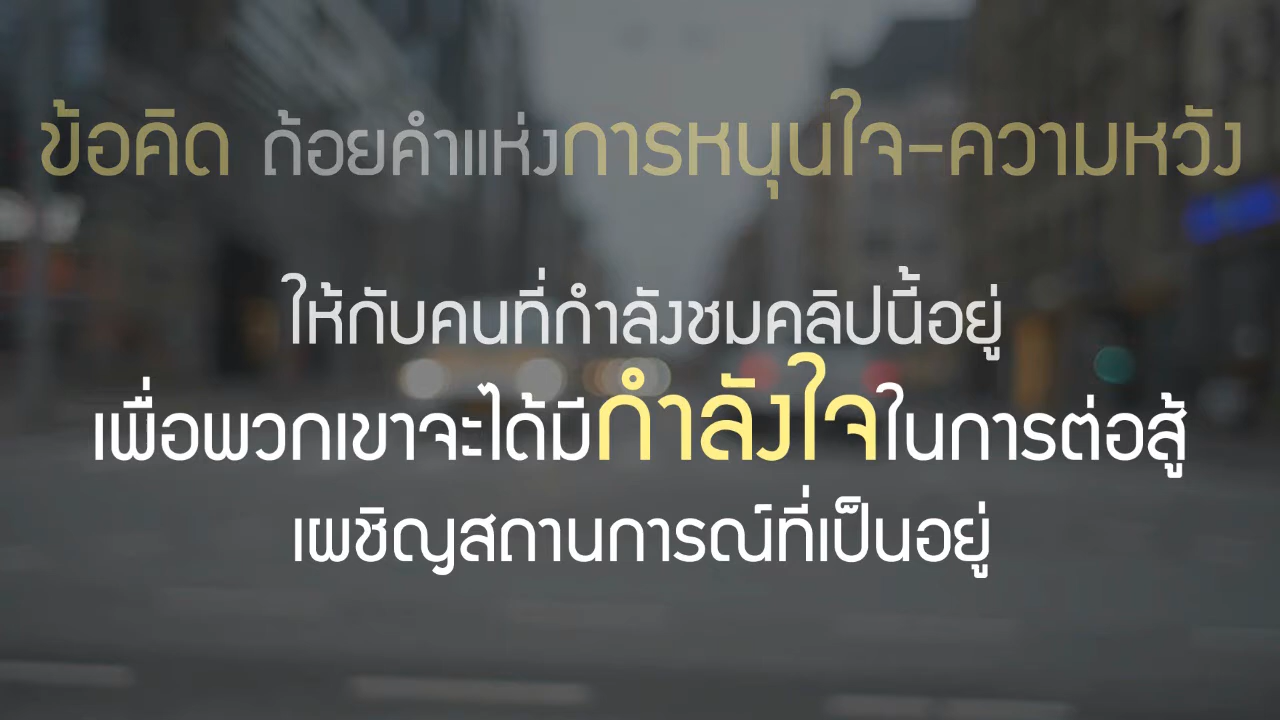 ข้อคิด ถ้อยคำแห่งการหนุนใจ-ความหวัง
ให้กับคนที่กำลังชมคลิปนี้อยู่
เพื่อพวกเขาจะได้มีกำลังใจในการต่อสู้
เผชิญสถานการณ์ที่เป็นอยู่